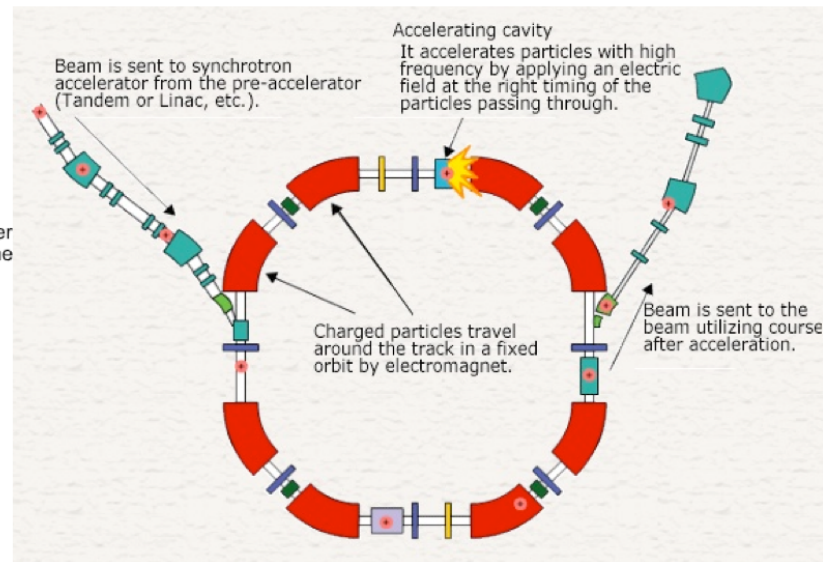 Accelerating cavity
It accelerates particles with high
frequency by applying an electric
field at the right timing of the
particles passing through.
Beam is sent to synchrotron
accelerator from the pre-accelerator
(Tandem or Linac, etc.).
Charged particles travel
around the track in a fixed
orbit by electromagnet.
Beam is sent to the
beam utilizing course
after acceleration.